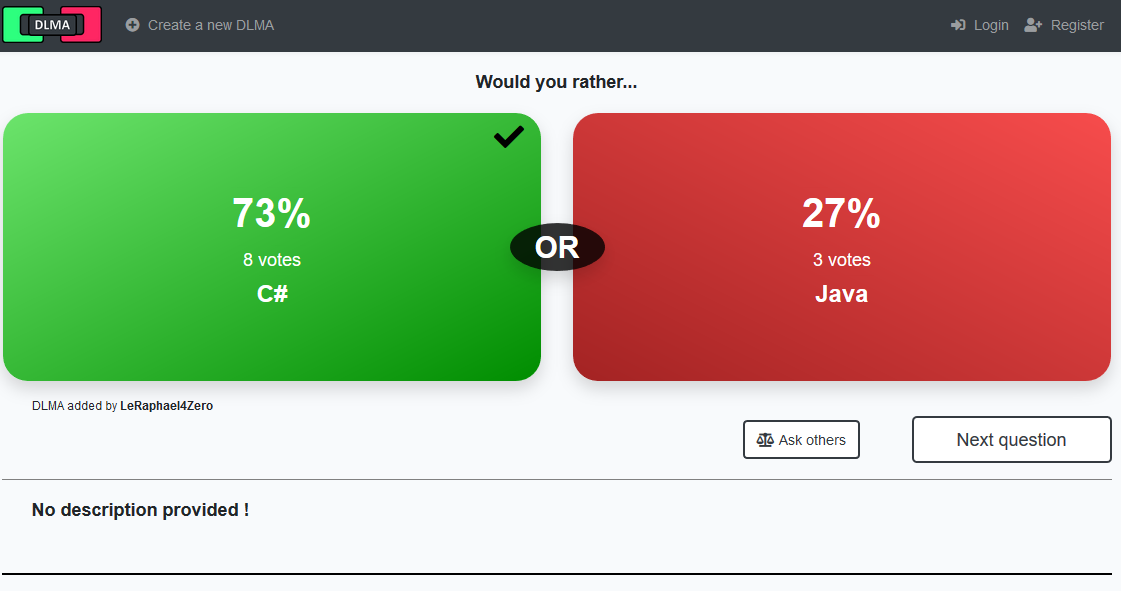 DLMA
Create a new DLMA
Login
Register
Would you rather...
73%
8 votes
C#
OR
27%
3 votes
Java
DLMA added by LeRaphael4Zero
Ask others
Next question
No description provided !